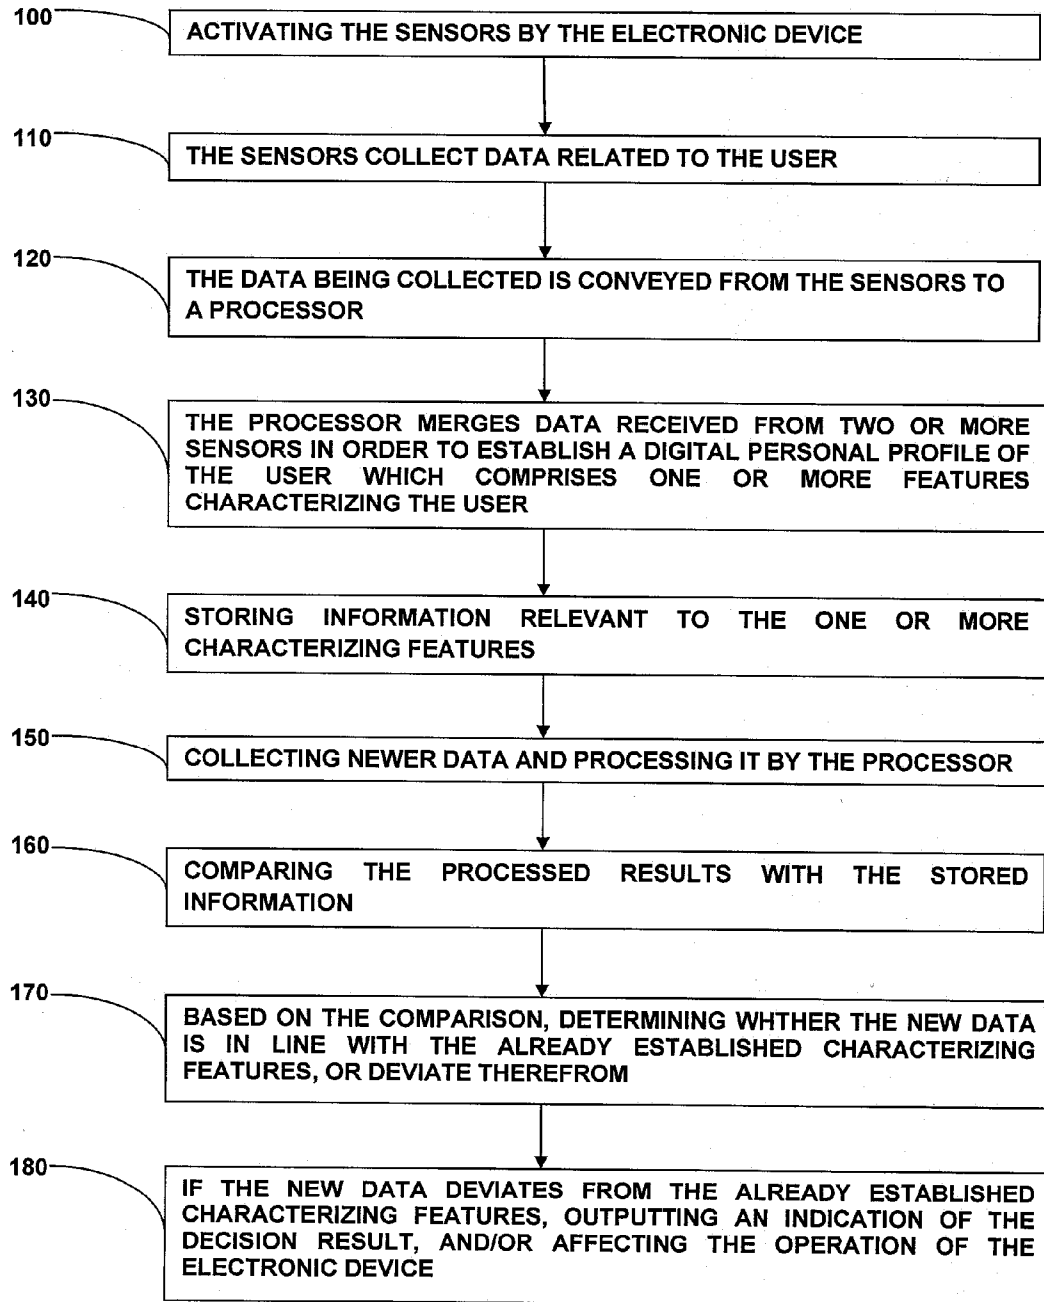 100
ACTIVATING THE SENSORS BY THE ELECTRONIC DEVICE
110
THE SENSORS COLLECT DATA RELATED TO THE USER
120
THE DATA BEING COLLECTED IS CONVEYED FROM THE SENSORS TO
A PROCESSOR
130
THE PROCESSOR MERGES DATA RECEIVED FROM TWO OR MORE
SENSORS IN ORDER TO ESTABLISH A DIGITAL PERSONAL PROFILE OF
THE USER WHICH COMPRISES ONE OR MORE FEATURES
CHARACTERIZING THE USER
140
STORING INFORMATION RELEVANT TO THE ONE OR MORE
CHARACTERIZING FEATURES
150
COLLECTING NEWER DATA AND PROCESSING IT BY THE PROCESSOR
160
COMPARING THE PROCESSED RESULTS WITH THE STORED
INFORMATION
170
BASED ON THE COMPARISON, DETERMINING WHTHER THE NEW DATA
IS IN LINE WITH THE ALREADY ESTABLISHED CHARACTERIZING
FEATURES, OR DEVIATE THEREFROM
180
IF THE NEW DATA DEVIATES FROM THE ALREADY ESTABLISHED
CHARACTERIZING FEATURES, OUTPUTTING AN INDICATION OF THE
DECISION RESULT, AND/OR AFFECTING THE OPERATION OF THE
ELECTRONIC DEVICE